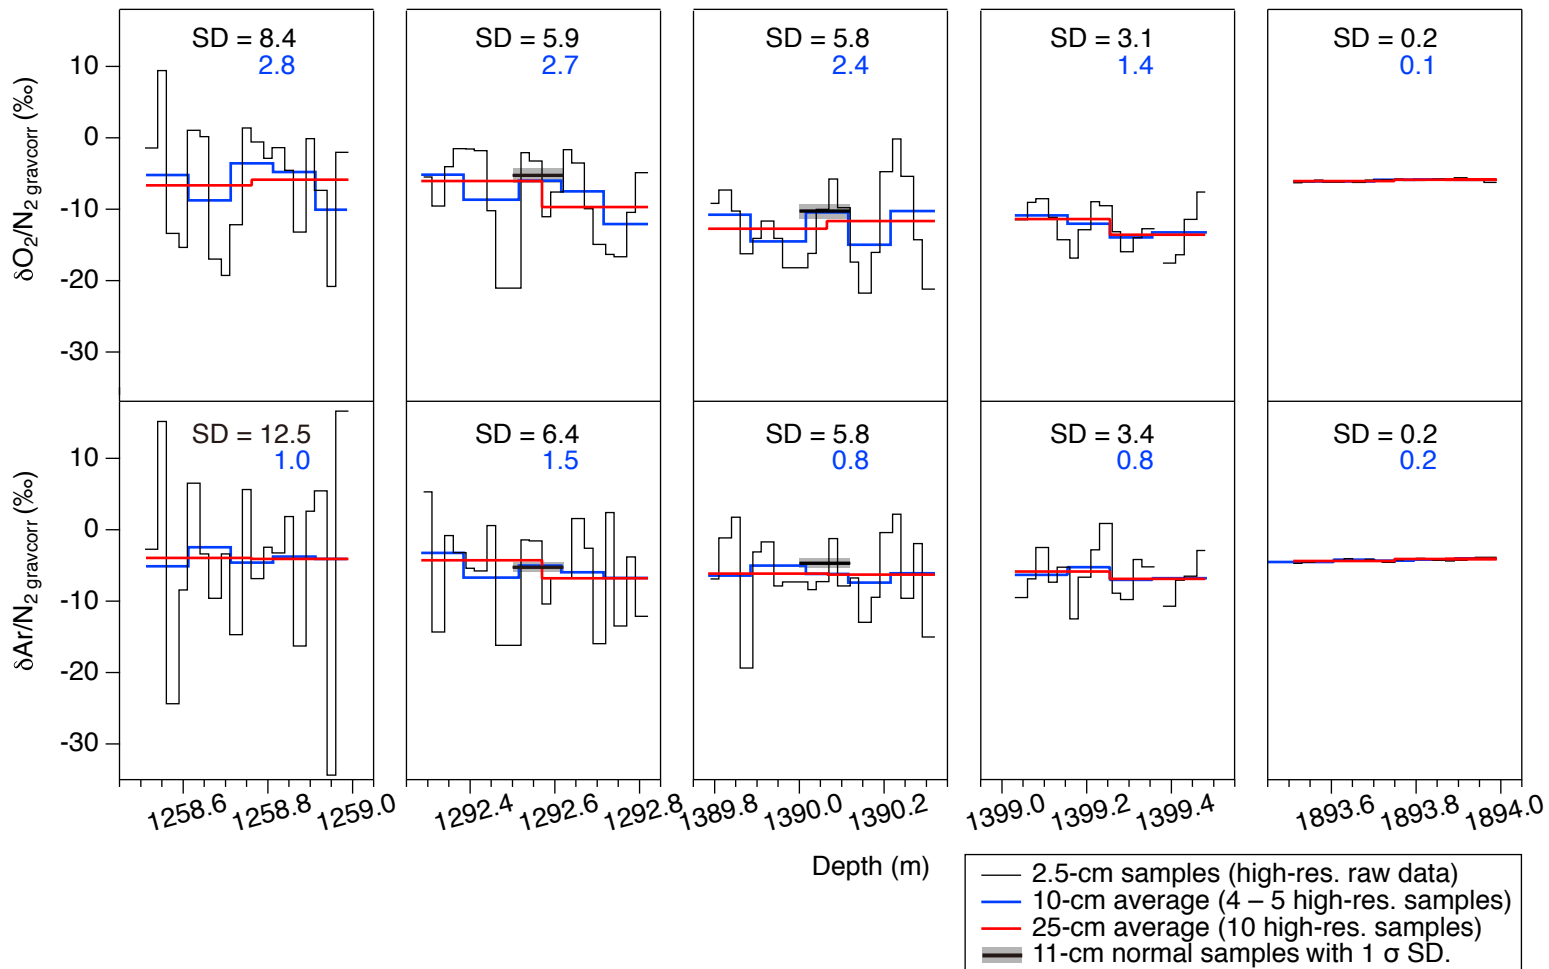 SD = 8.4
2.8
SD = 5.9
2.7
SD = 5.8
2.4
SD = 3.1
1.4
SD = 0.2
0.1
10
0
-10
-20
-30
δO2/N2 gravcorr (‰)
SD = 12.5
1.0
SD = 6.4
1.5
SD = 5.8
0.8
SD = 3.4
0.8
SD = 0.2
0.2
10
0
-10
-20
-30
δAr/N2 gravcorr (‰)
1258.6 1258.8 1259.0
1292.4 1292.6 1292.8
1389.8 1390.0 1390.2
1399.0 1399.2 1399.4
1893.6 1893.8 1894.0
Depth (m)
2.5-cm samples (high-res. raw data)
10-cm average (4 – 5 high-res. samples)
25-cm average (10 high-res. samples)
11-cm normal samples with 1 σ SD.